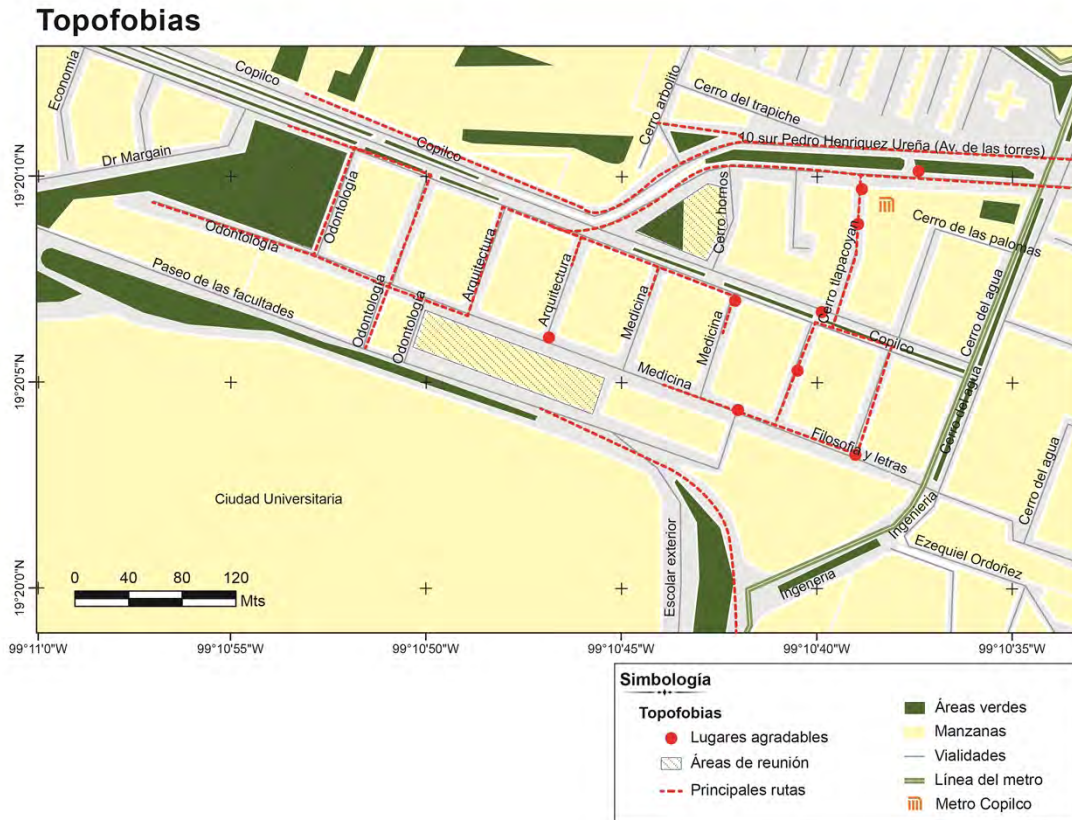 Topofobias
Economía
Copilco
Cerro arbolito
Cerro del trapiche
Dr Margain
Copilco
10 sur Pedro Henriquez Ureña (Av. de las torres)
19°20'10"N
Odontología
Odontología
Arquitectura
Cerro hornos
Cerro tlapacoyan
Cerro de las palomas
Paseo de las facultades
Odontología
Odontología
Arquitectura
Medicina
Medicina
Copilco
Cerro del agua
Medicina
19°20'5"N
Filosofía y letras
Cerro del agua
Cerro del agua
Ciudad Universitaria
Ingenieria
Ezequiel Ordoñez
Escolar exterior
Ingeneria
0 40 80 120
Mts
19°20'0"N
99°11'0"W 99°10'55"W 99°10'50"W 99°10'45"W 99°10'40"W 99°10'35"W
Simbología
Topofobias
Lugares agradables
Áreas de reunión
Principales rutas
Áreas verdes
Manzanas
Vialidades
Línea del metro
Metro Copilco